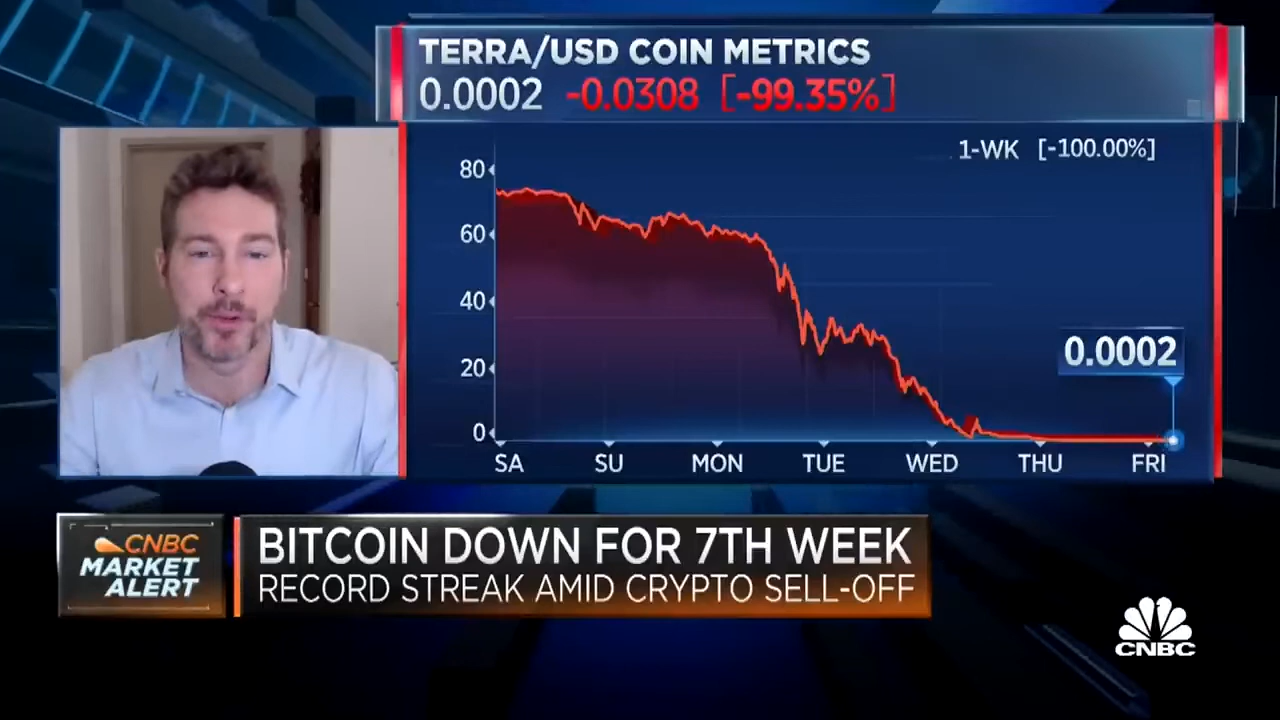 TERRA/USD COIN METRICS
0.0002 -0.0308 [-99.35%]
1-WK [-100.00%]
80
60
40
20
0
0.0002
SA SU MON TUE WED THU FRI
CNBC
MARKET
ALERT
BITCOIN DOWN FOR 7TH WEEK
RECORD STREAK AMID CRYPTO SELL-OFF
CNBC